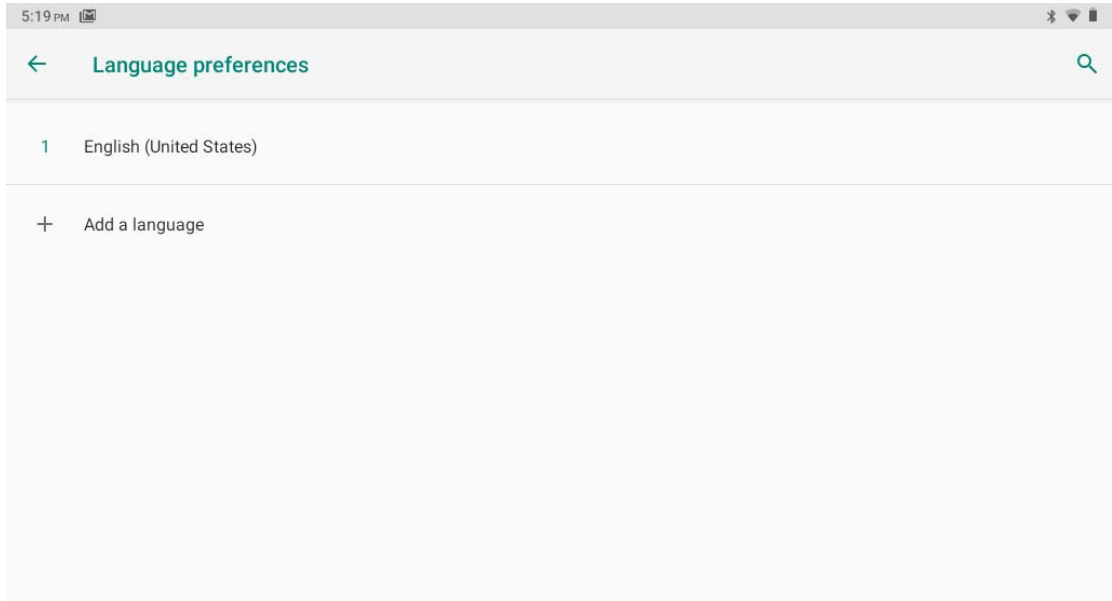 5:19 PM
Language preferences
1 English (United States)
Add a language